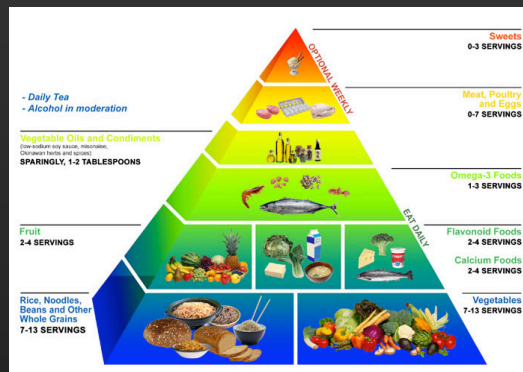 Sweets
0-3 SERVINGS
OPTIONAL WEEKLY
- Daily Tea
- Alcohol in moderation
Meat, Poultry
and Eggs
0-7 SERVINGS
Vegetable Oils and Condiments
(low-sodium soy sauce, misonaise,
Okinawan herbs and spices)
SPARINGLY, 1-2 TABLESPOONS
Omega-3 Foods
1-3 SERVINGS
EAT DAILY
Fruit
2-4 SERVINGS
Flavonoid Foods
2-4 SERVINGS
Calcium Foods
2-4 SERVINGS
Rice, Noodles,
Beans and Other
Whole Grains
7-13 SERVINGS
Vegetables
7-13 SERVINGS